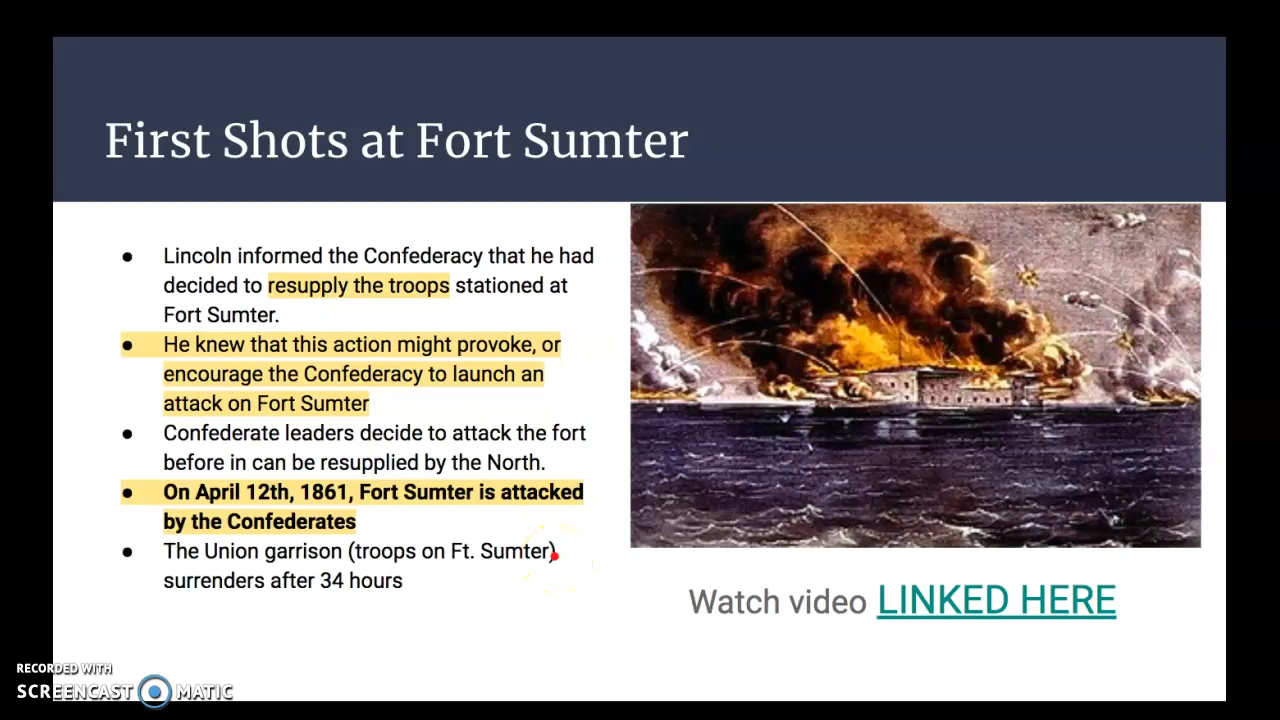 First Shots at Fort Sumter
● Lincoln informed the Confederacy that he had
decided to resupply the troops stationed at
Fort Sumter.
● He knew that this action might provoke, or
encourage the Confederacy to launch an
attack on Fort Sumter
● Confederate leaders decide to attack the fort
before in can be resupplied by the North.
● On April 12th, 1861, Fort Sumter is attacked
by the Confederates
● The Union garrison (troops on Ft. Sumter)
surrenders after 34 hours
Watch video LINKED HERE
RECORDED WITH
SCREENCAST MATIC